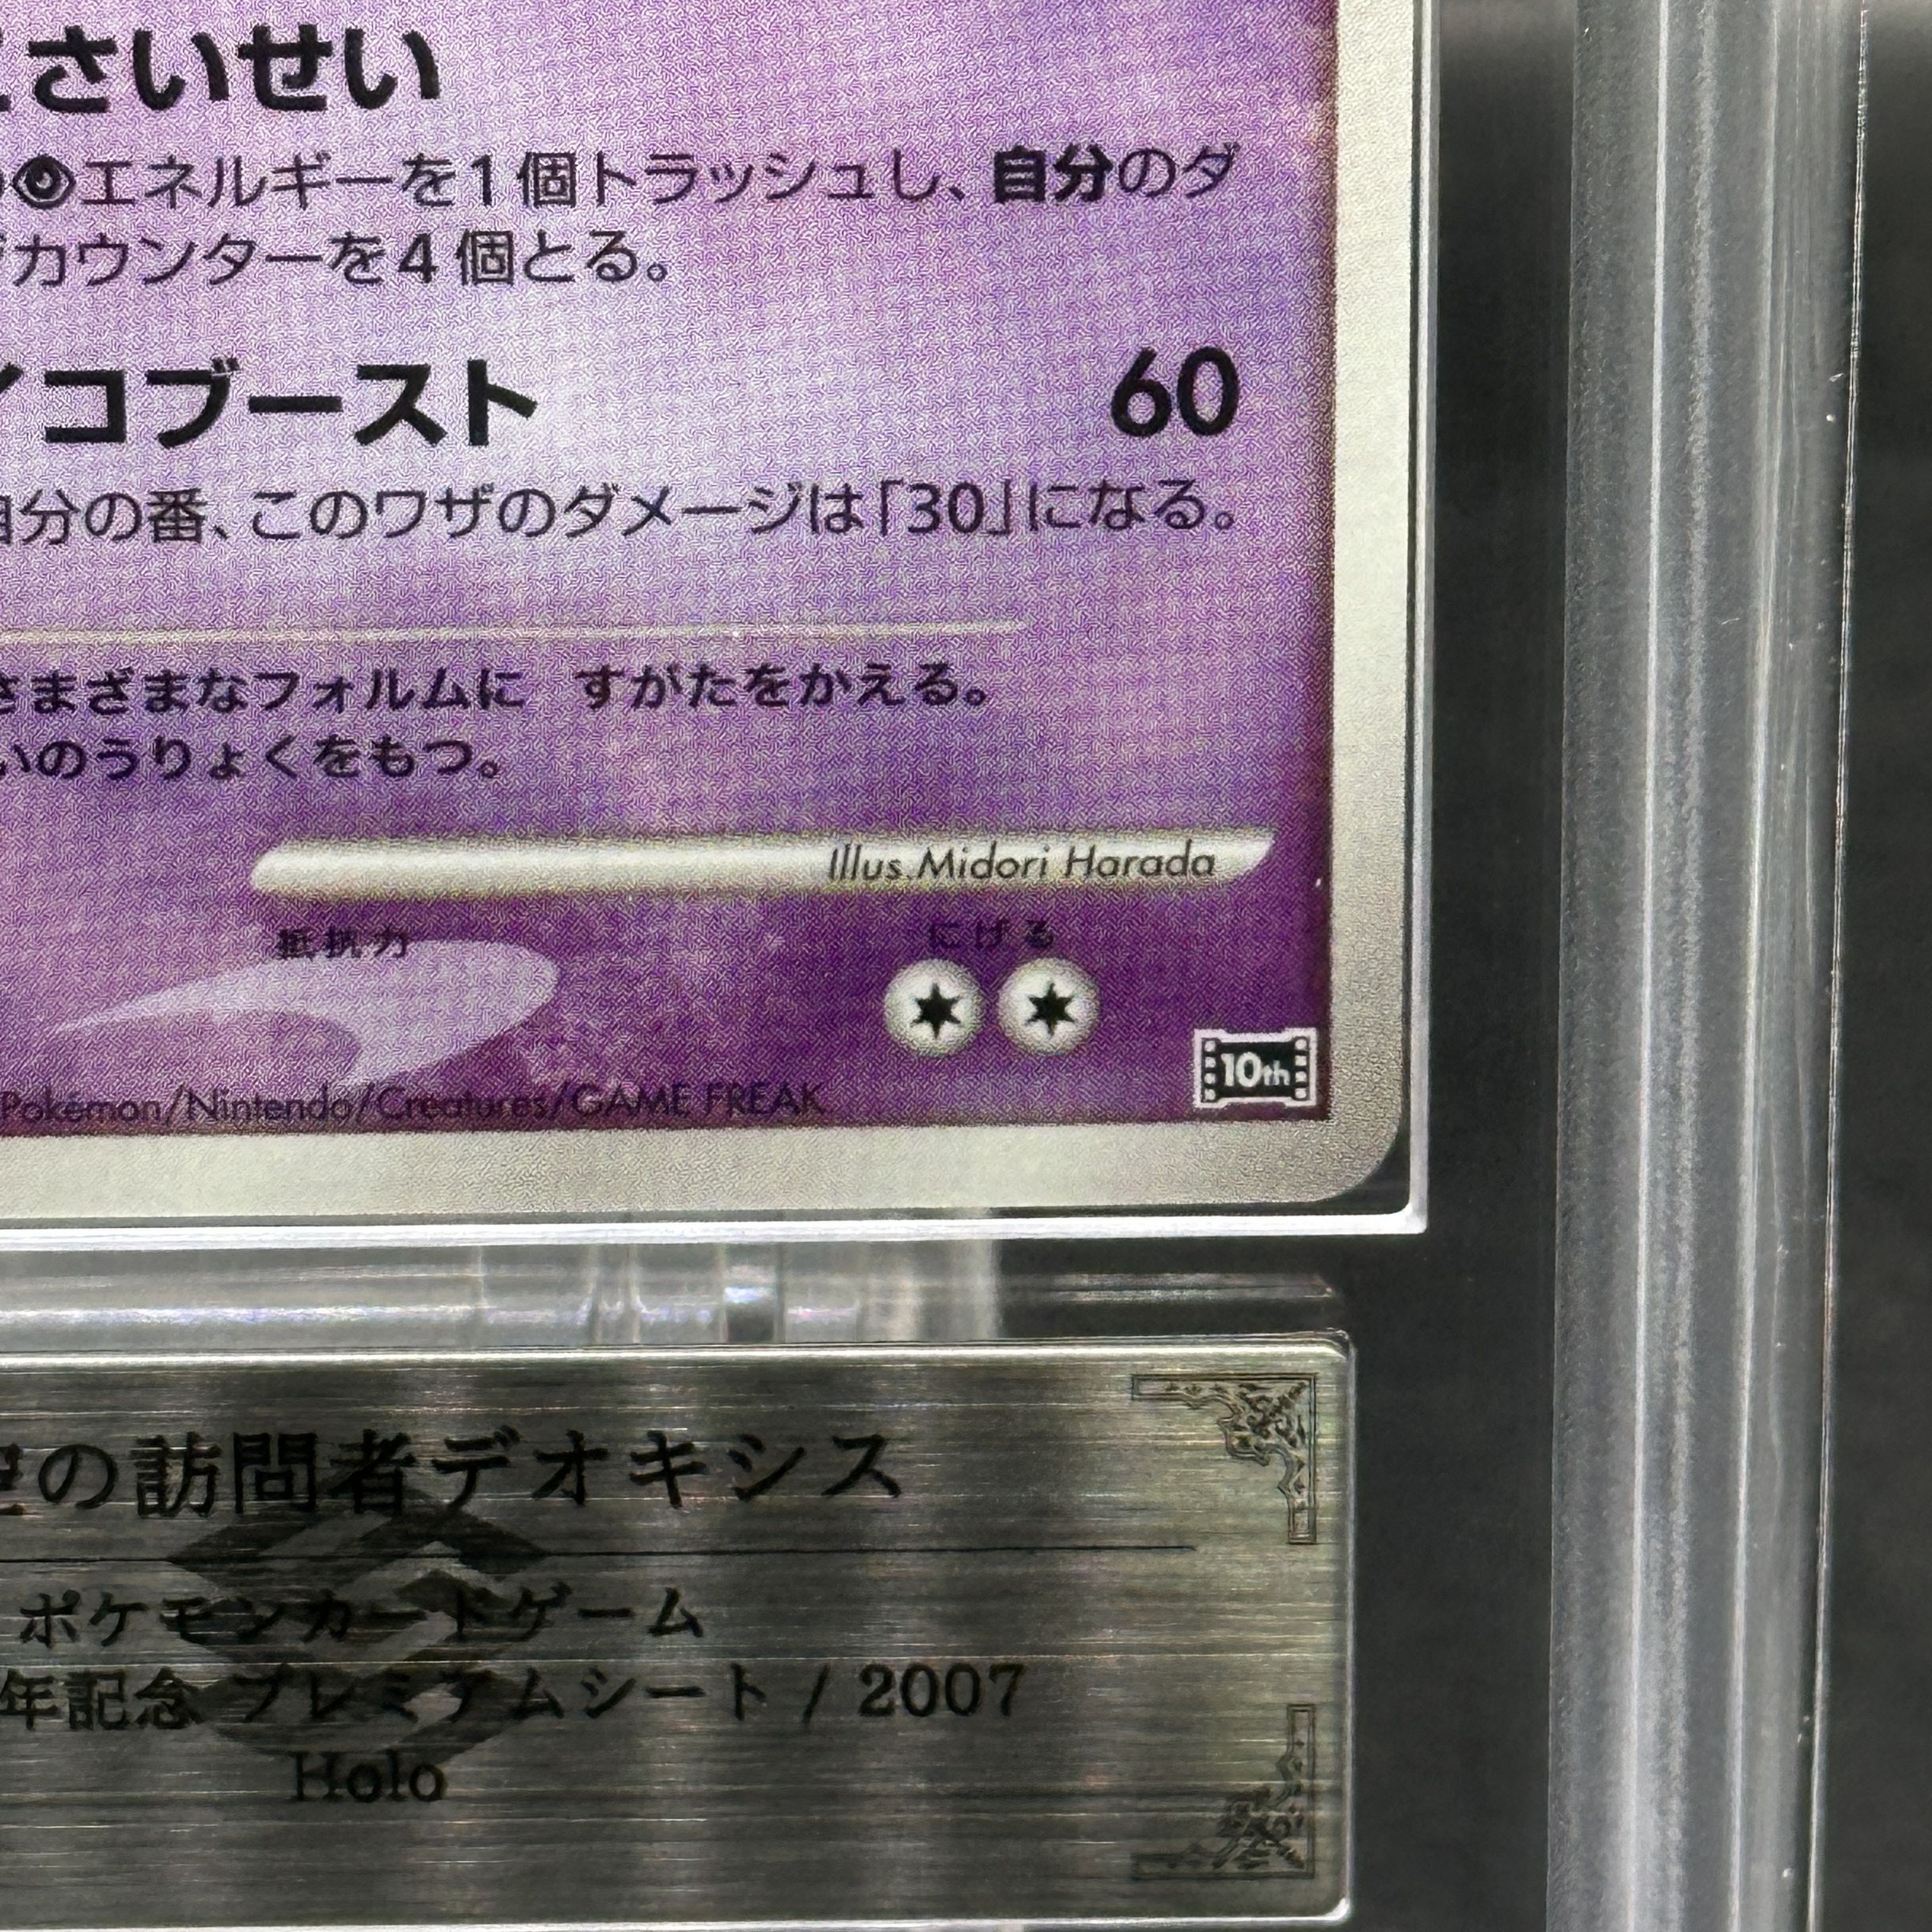 さいせい
エネルギーを1個トラッシュし、自分のダ
カウンターを4個とる。
イコブースト 60
自分の番、このワザのダメージは「30」になる。
さまざまなフォルムに すがたをかえる。
いのうりょくをもつ。
Illus. Midori Harada
抵抗力 にげる
10th
Pokémon/Nintendo/Creatures/GAME FREAK
の訪問者デオキシス
ポケモンカードゲーム
年記念 プレミアムシート / 2007
Holo